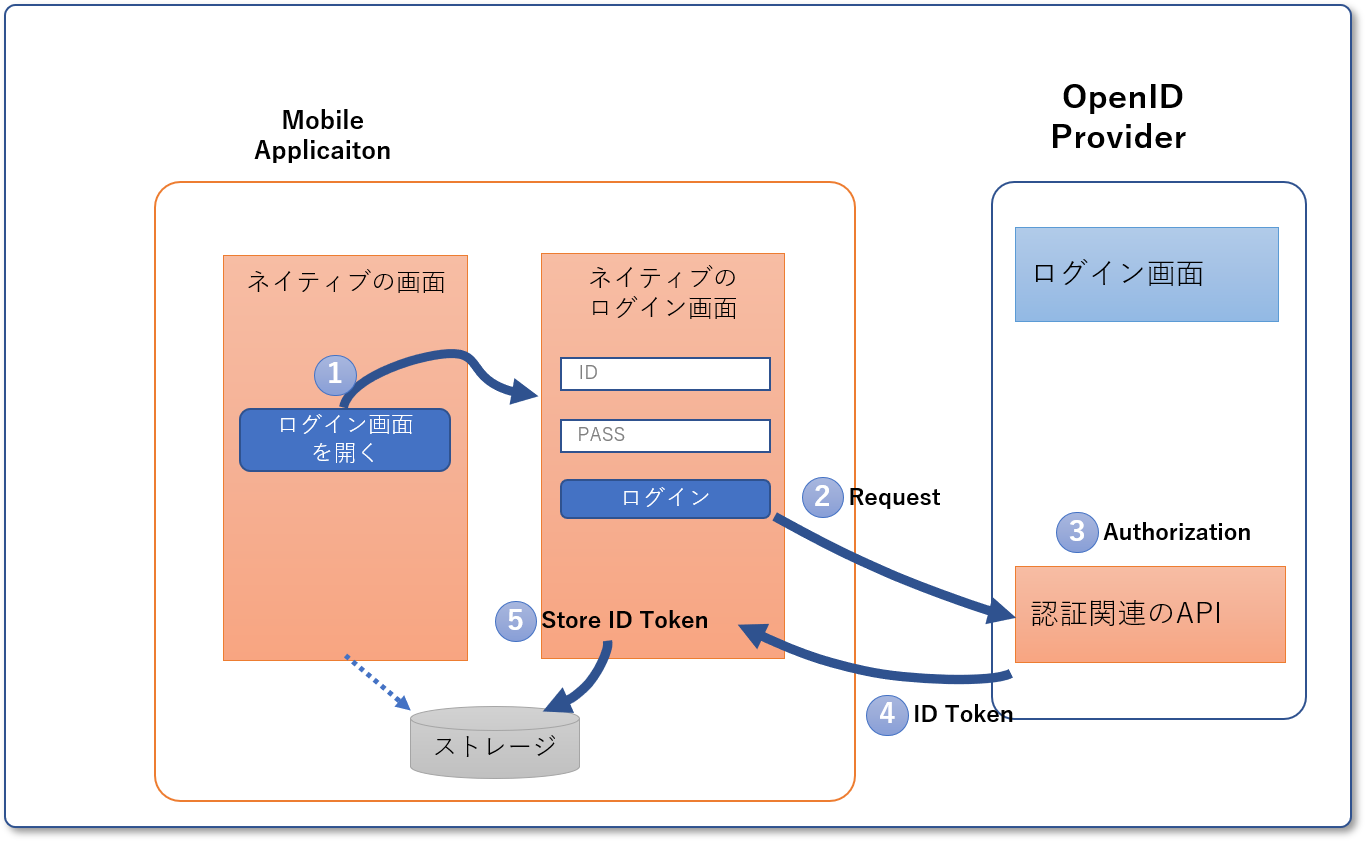 Mobile
Applicaiton
OpenID
Provider
ネイティブの画面
1
ログイン画面
を開く
ネイティブの
ログイン画面
ID
PASS
ログイン
2 Request
ログイン画面
3 Authorization
認証関連のAPI
4 ID Token
5 Store ID Token
ストレージ